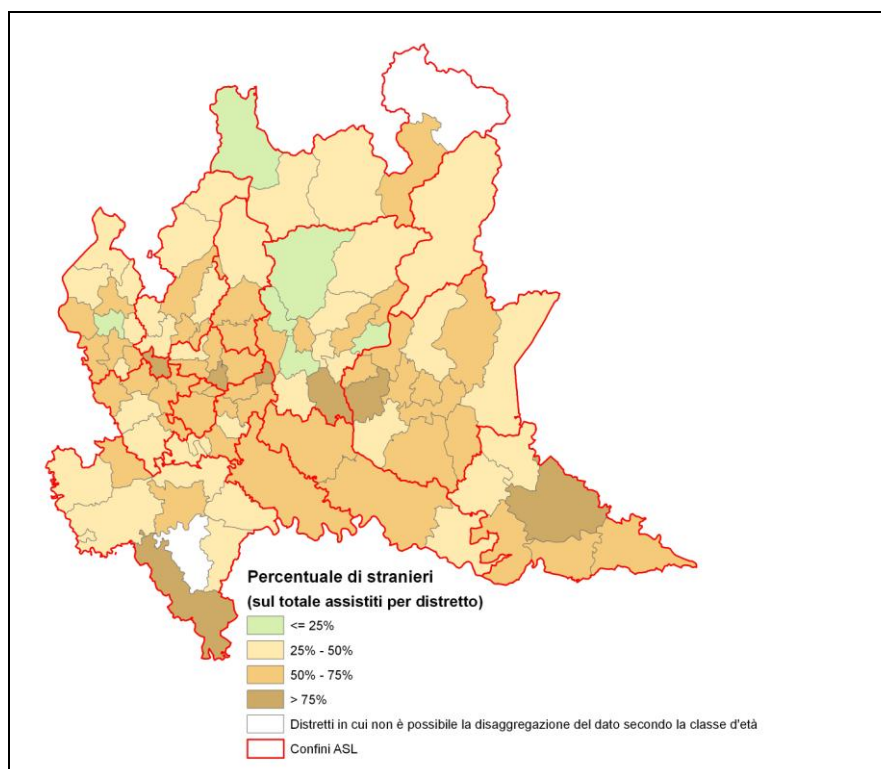 Percentuale di stranieri
(sul totale assistiti per distretto)
<= 25%
25% - 50%
50% - 75%
> 75%
Distretti in cui non è possibile la disaggregazione del dato secondo la classe d'età
Confini ASL